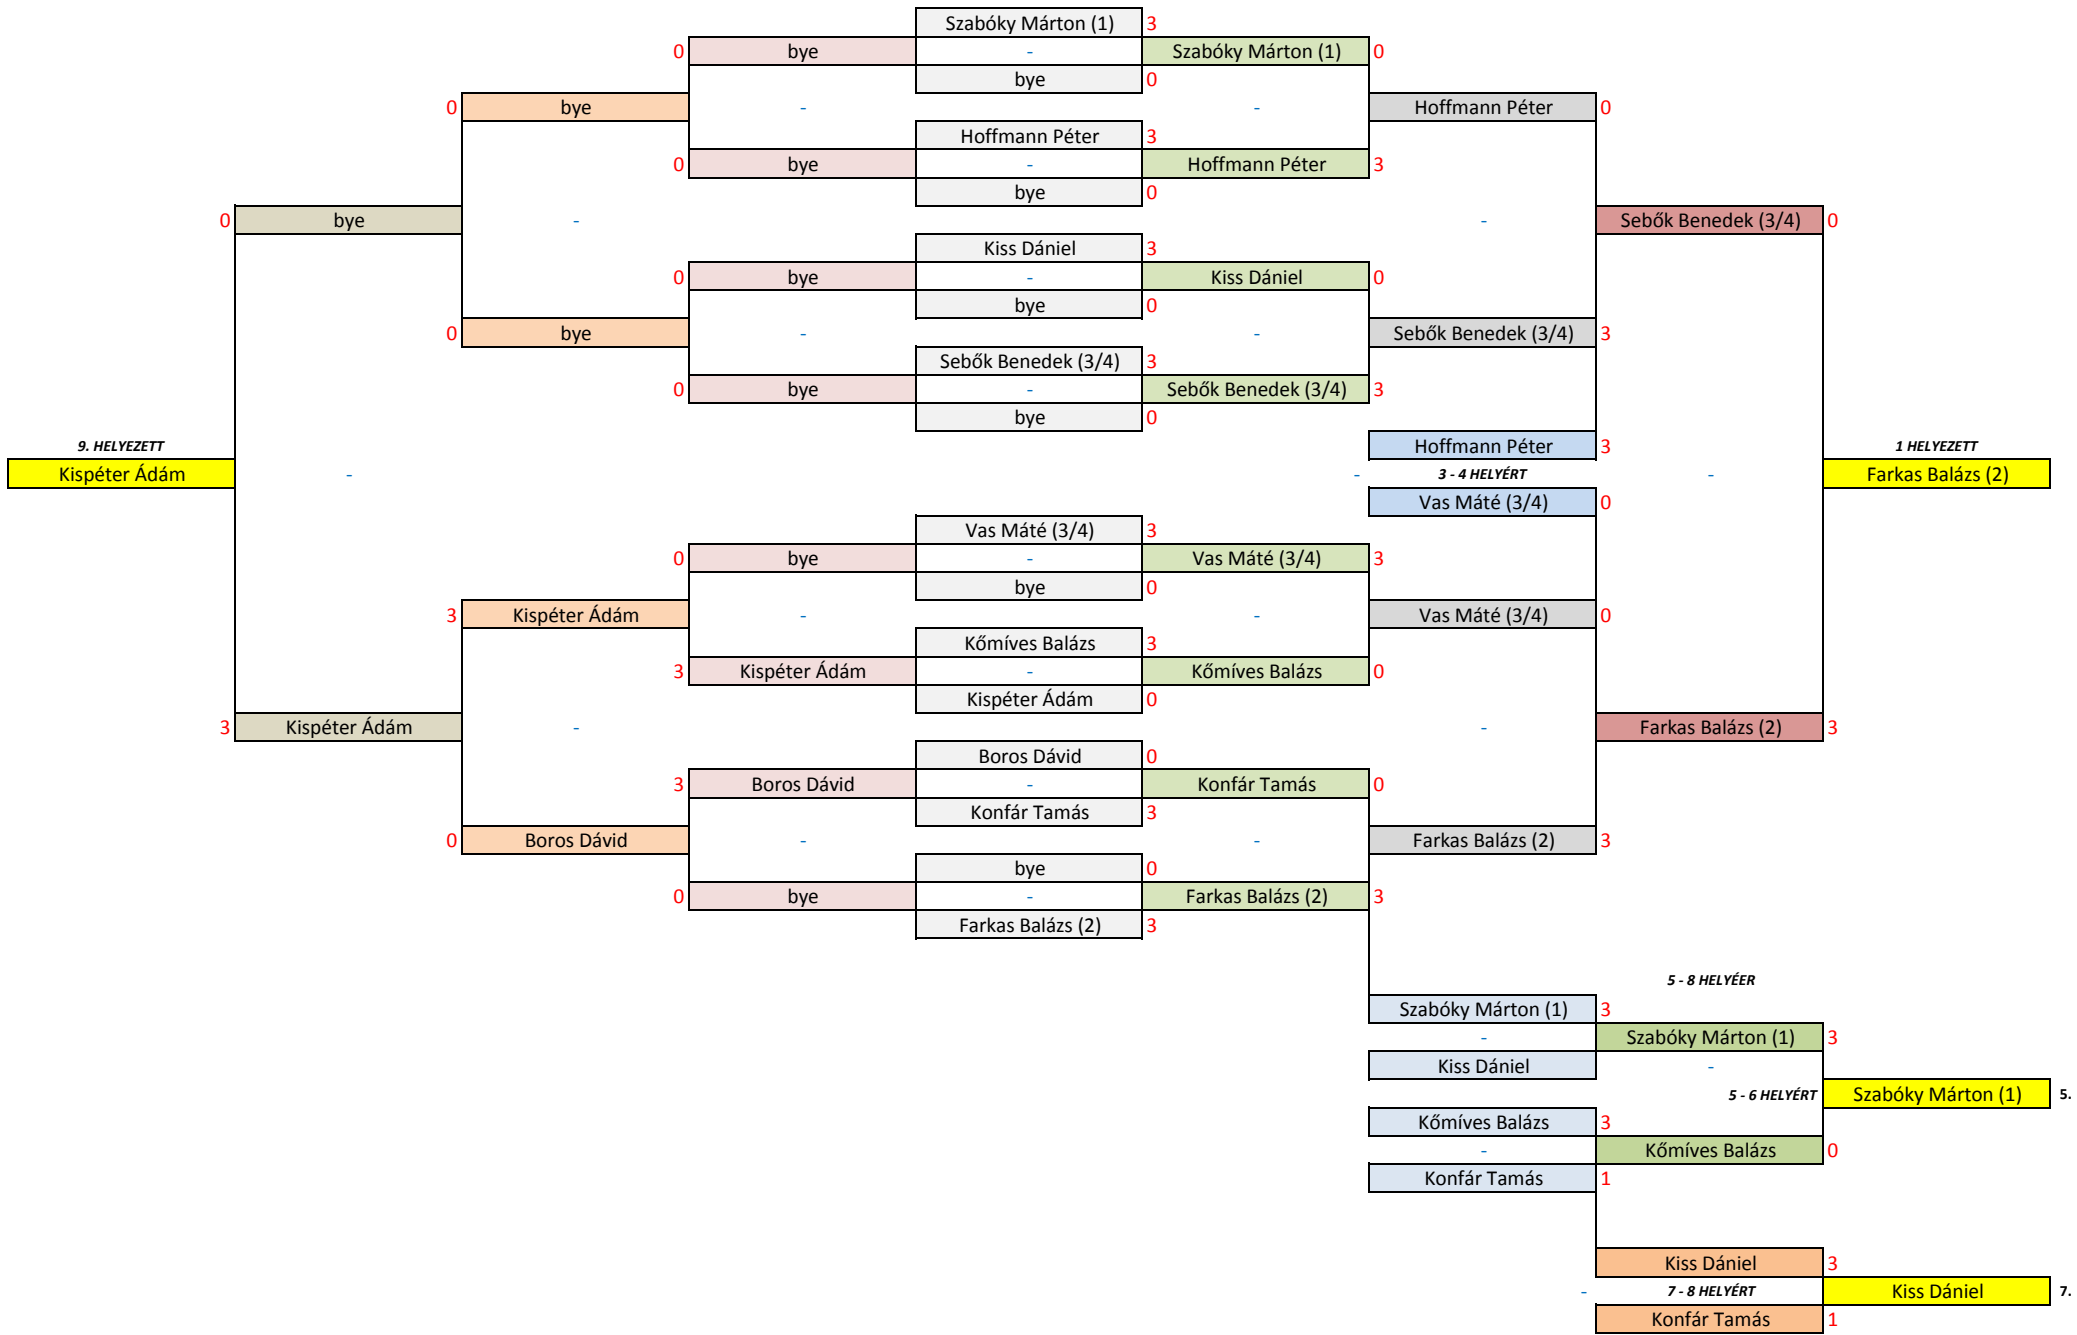 Szabóky Márton (1) 3
0 bye - Szabóky Márton (1) 0
bye 0
0 bye - - Hoffmann Péter 0
Hoffmann Péter 3
0 bye - Hoffmann Péter 3
bye 0
0 bye - - Sebők Benedek (3/4) 0
Kiss Dániel 3
0 bye - Kiss Dániel 0
bye 0
0 bye - - Sebők Benedek (3/4) 3
Sebők Benedek (3/4) 3
0 bye - Sebők Benedek (3/4) 3
bye 0
9. HELYEZETT Hoffmann Péter 3 1 HELYEZETT
Kispéter Ádám - - 3 - 4 HELYÉRT - Farkas Balázs (2)
Vas Máté (3/4) 0
Vas Máté (3/4) 3
0 bye - Vas Máté (3/4) 3
bye 0
3 Kispéter Ádám - - Vas Máté (3/4) 0
Kőmíves Balázs 3
3 Kispéter Ádám - Kőmíves Balázs 0
Kispéter Ádám 0
3 Kispéter Ádám - - Farkas Balázs (2) 3
Boros Dávid 0
3 Boros Dávid - Konfár Tamás 0
Konfár Tamás 3
0 Boros Dávid - - Farkas Balázs (2) 3
bye 0
0 bye - Farkas Balázs (2) 3
Farkas Balázs (2) 3
5 - 8 HELYÉER
Szabóky Márton (1) 3
- Szabóky Márton (1) 3
Kiss Dániel -
5 - 6 HELYÉRT Szabóky Márton (1) 5.
Kőmíves Balázs 3
- Kőmíves Balázs 0
Konfár Tamás 1
Kiss Dániel 3
- 7 - 8 HELYÉRT Kiss Dániel 7.
Konfár Tamás 1